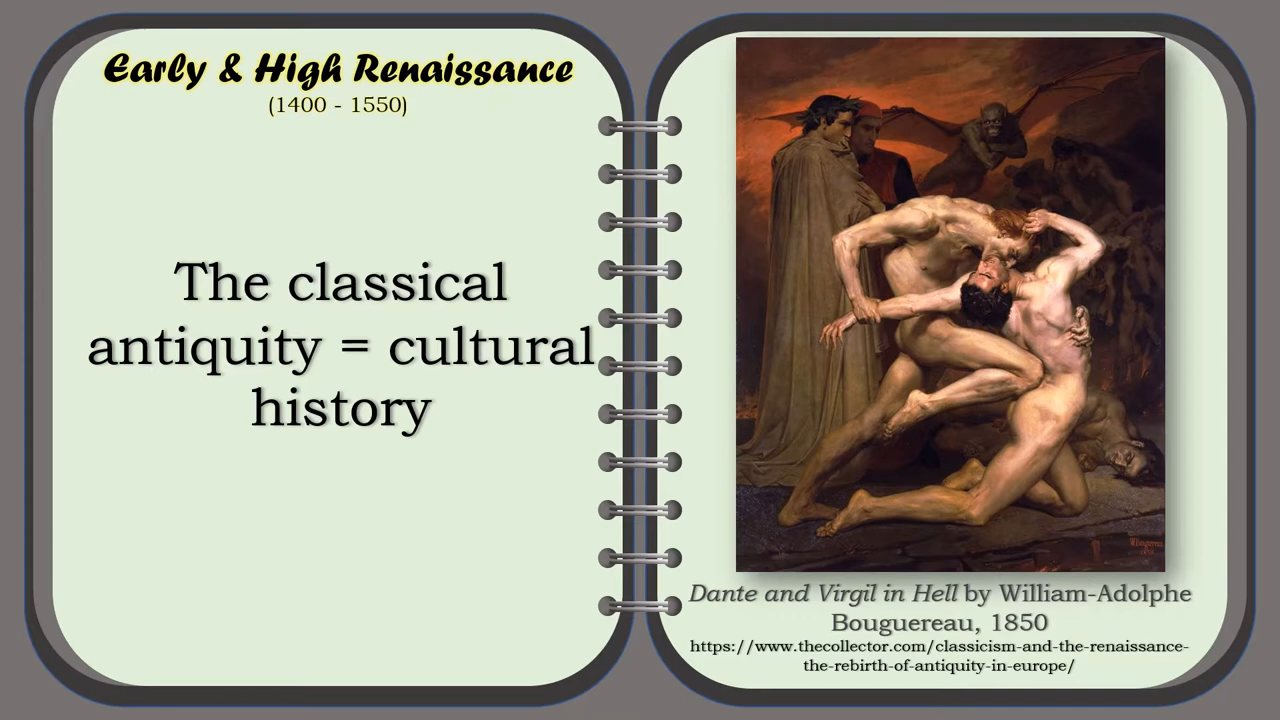 Early & High Renaissance
(1400 - 1550)
The classical
antiquity = cultural
history
Dante and Virgil in Hell by William-Adolphe
Bouguereau, 1850
https://www.thecollector.com/classicism-and-the-renaissance-
the-rebirth-of-antiquity-in-europe/